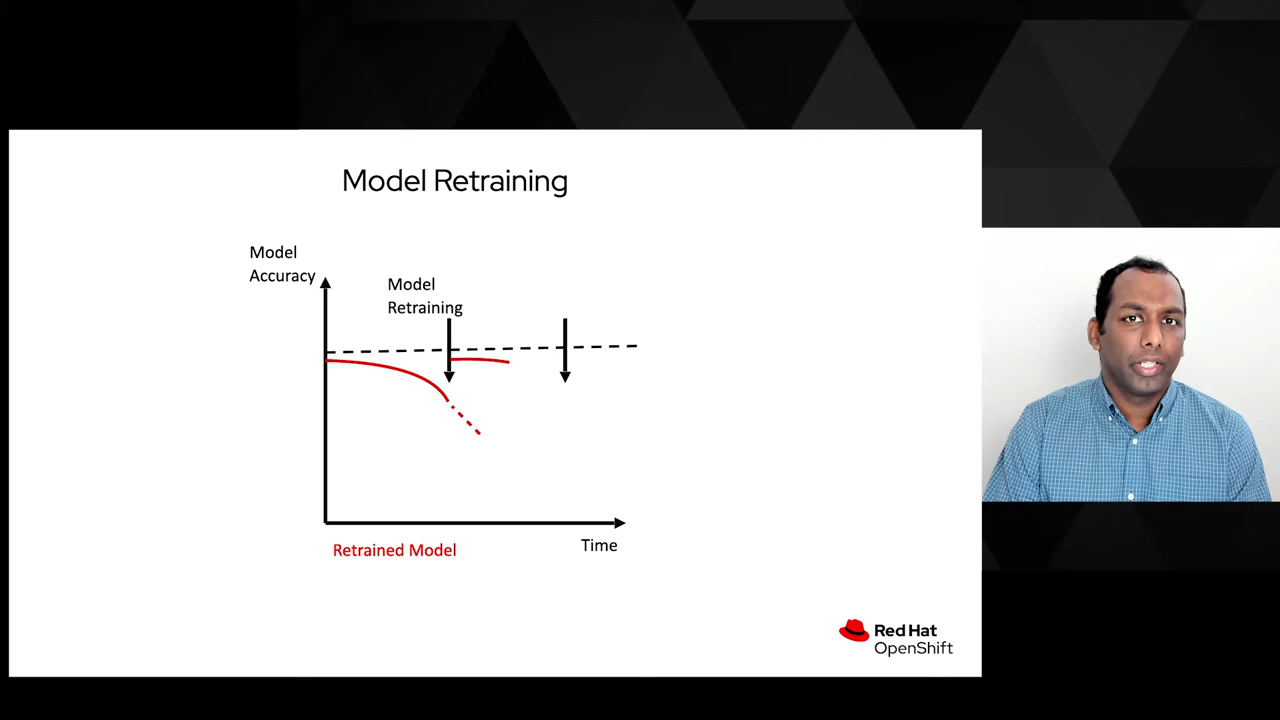 Model Retraining
Model
Accuracy
Model
Retraining
Retrained Model
Time
Red Hat
OpenShift